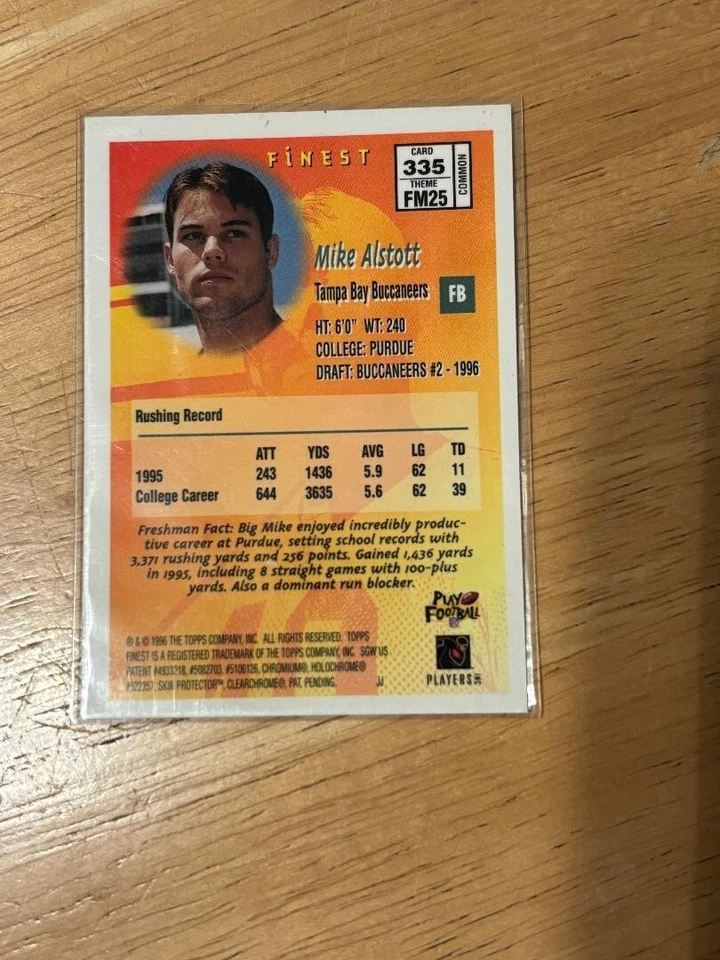 FiNEST
CARD
335
THEME
FM25
COMMON
Mike Alstott
Tampa Bay Buccaneers
FB
HT: 6'0" WT: 240
COLLEGE: PURDUE
DRAFT: BUCCANEERS #2 - 1996
Rushing Record
ATT YDS AVG LG TD
1995 243 1436 5.9 62 11
College Career 644 3635 5.6 62 39
Freshman Fact: Big Mike enjoyed incredibly produc-
tive career at Purdue, setting school records with
3,371 rushing yards and 256 points. Gained 1,436 yards
in 1995, including 8 straight games with 100-plus
yards. Also a dominant run blocker.
PLAY
FOOTBALL
® & © 1996 THE TOPPS COMPANY, INC. ALL RIGHTS RESERVED. TOPPS
FINEST IS A REGISTERED TRADEMARK OF THE TOPPS COMPANY, INC. SGW US
PATENT #4933218, #5082703, #5106126, CHROMIUM®, HOLOCHROME®
#522357, SKIN PROTECTOR™, CLEARCHROME®, PAT. PENDING. JJ
PLAYERS